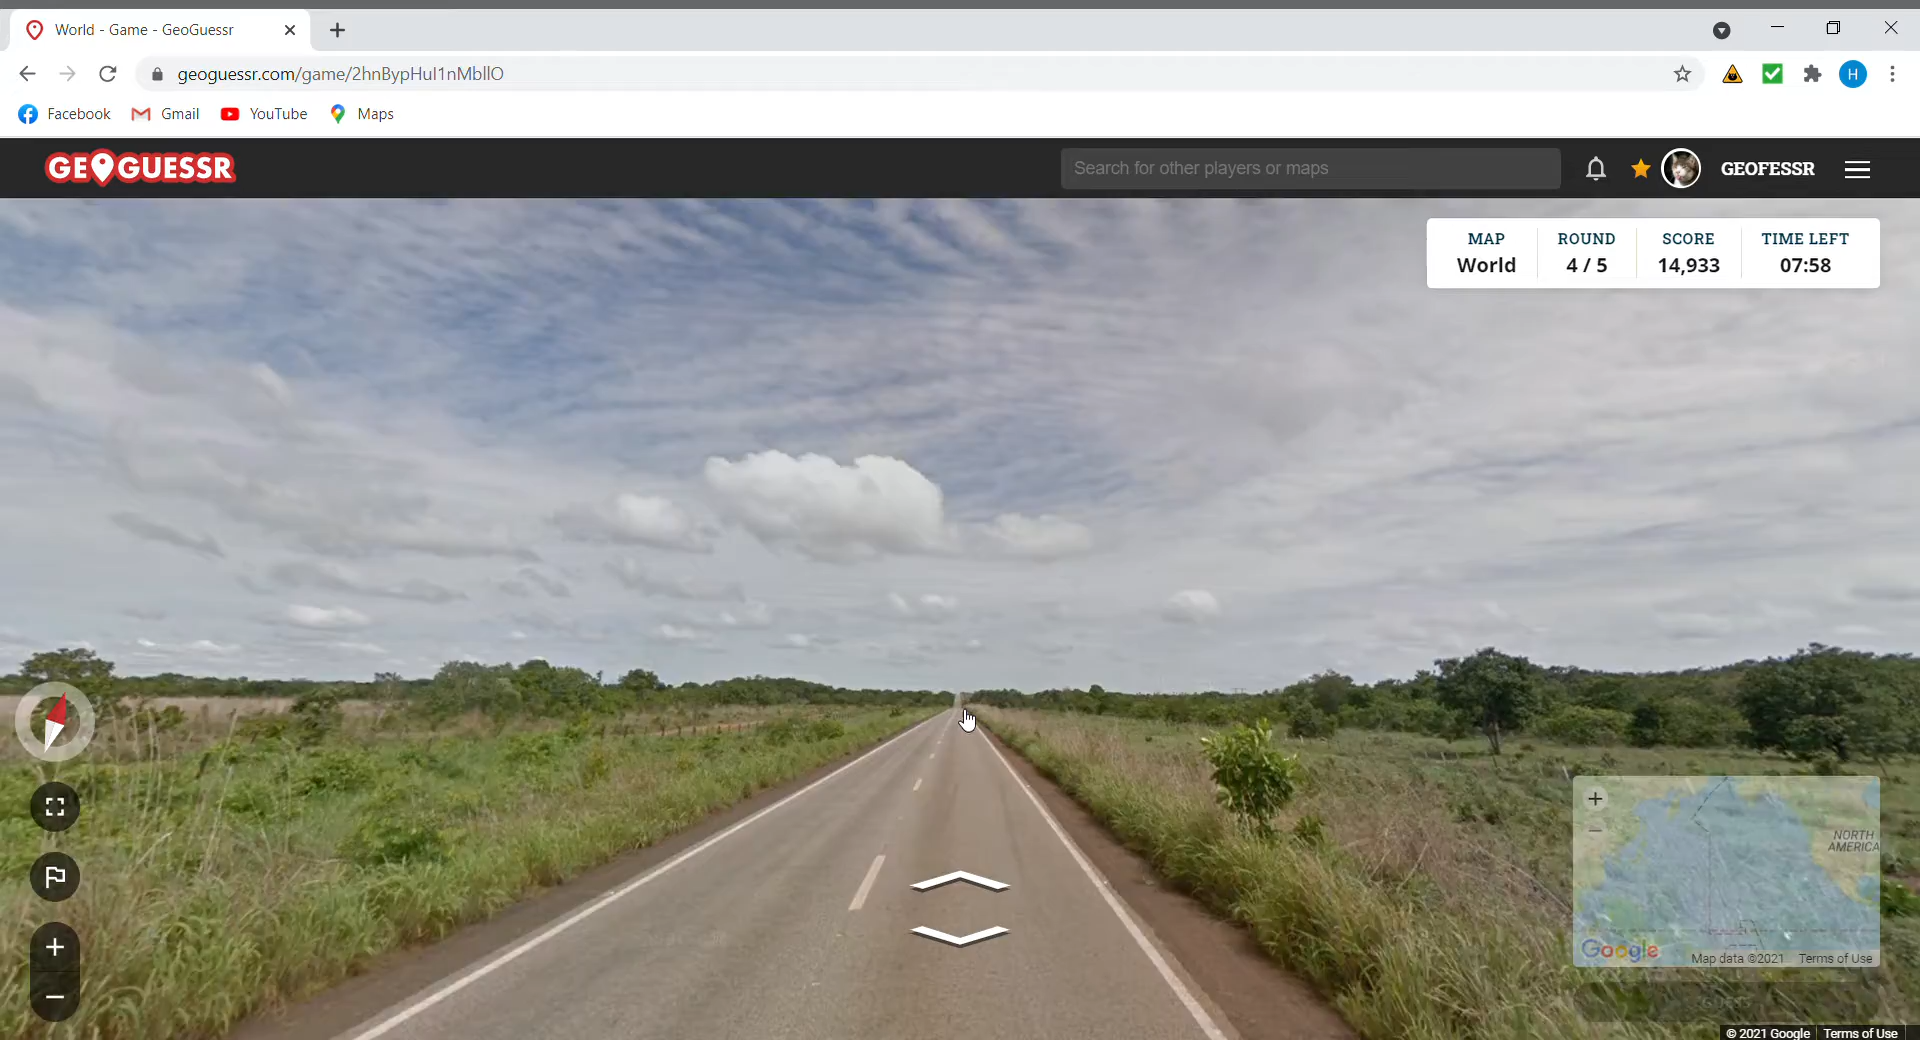 World - Game - GeoGuessr
geoguessr.com/game/2hnBypHul1nMbllO
H
Facebook
Gmail
YouTube
Maps
GEOGUESSR
Search for other players or maps
GEOFESSR
MAP
World
ROUND
4 / 5
SCORE
14,933
TIME LEFT
07:58
NORTH
AMERICA
Google
Map data ©2021
Terms of Use
© 2021 Google
Terms of Use